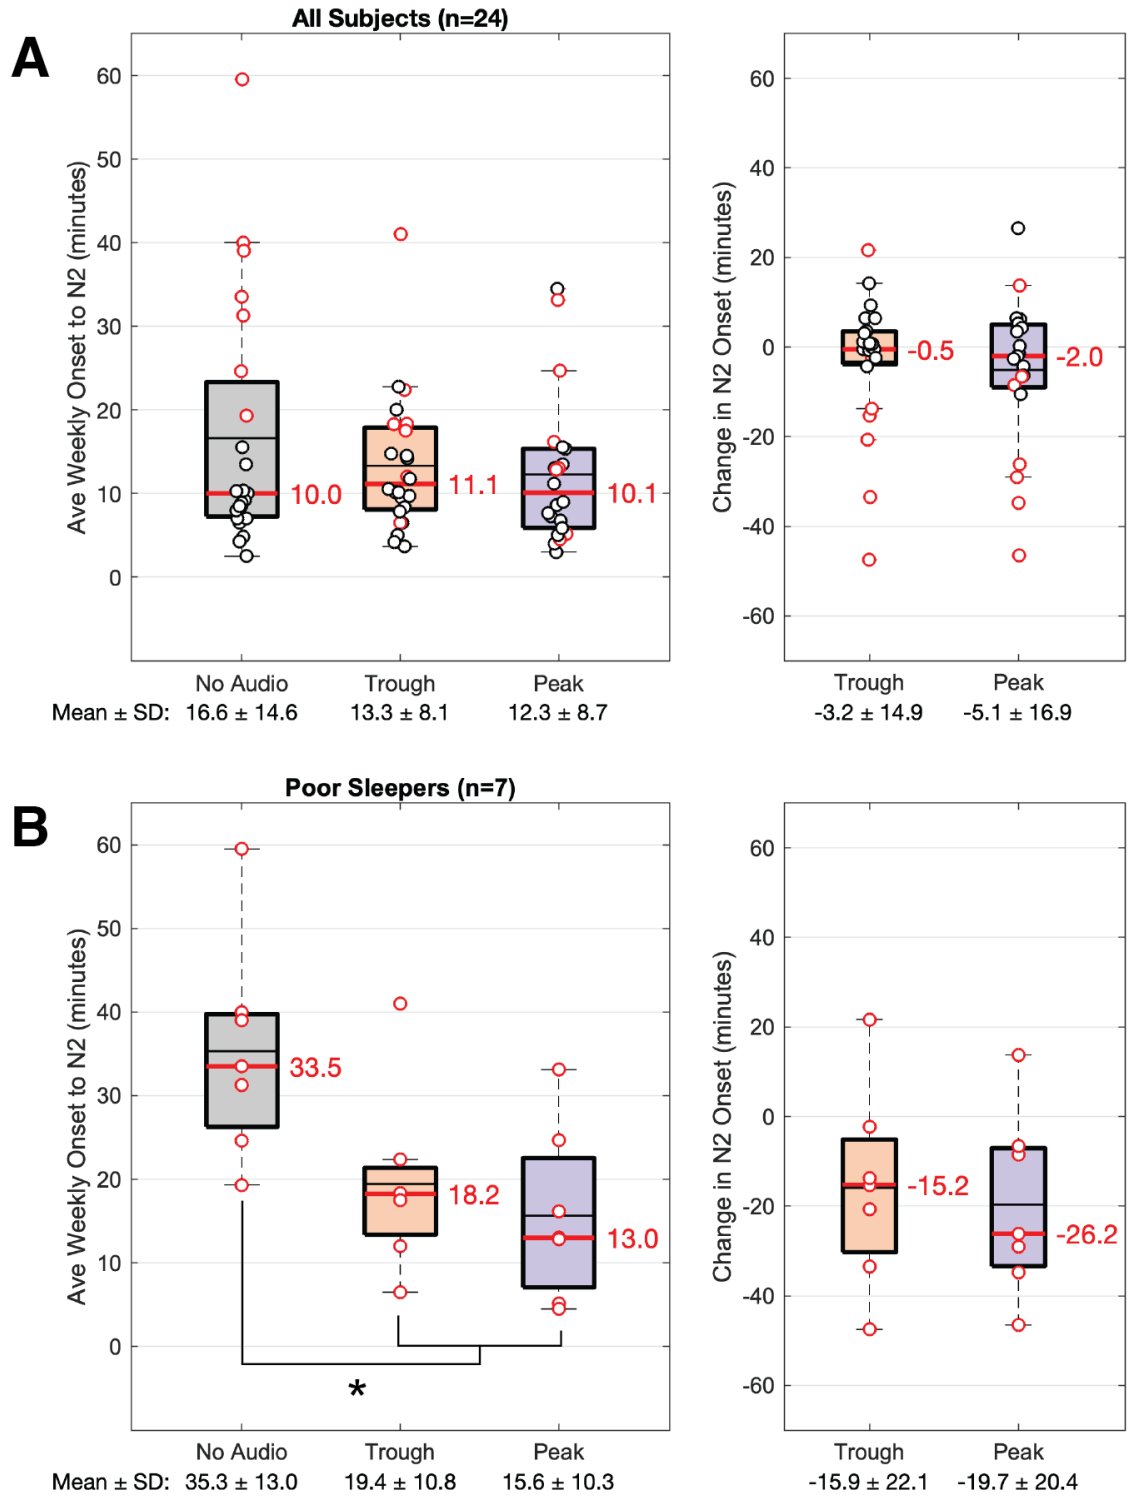 All Subjects (n=24)
A
Ave Weekly Onset to N2 (minutes)
60
50
40
30
20
10
0
10.0
11.1
10.1
No Audio Trough Peak
Mean ± SD: 16.6 ± 14.6 13.3 ± 8.1 12.3 ± 8.7
Change in N2 Onset (minutes)
60
40
20
0
-20
-40
-60
-0.5
-2.0
Trough Peak
-3.2 ± 14.9 -5.1 ± 16.9
Poor Sleepers (n=7)
B
Ave Weekly Onset to N2 (minutes)
60
50
40
30
20
10
0
33.5
18.2
13.0
*
No Audio Trough Peak
Mean ± SD: 35.3 ± 13.0 19.4 ± 10.8 15.6 ± 10.3
Change in N2 Onset (minutes)
60
40
20
0
-20
-40
-60
-15.2
-26.2
Trough Peak
-15.9 ± 22.1 -19.7 ± 20.4